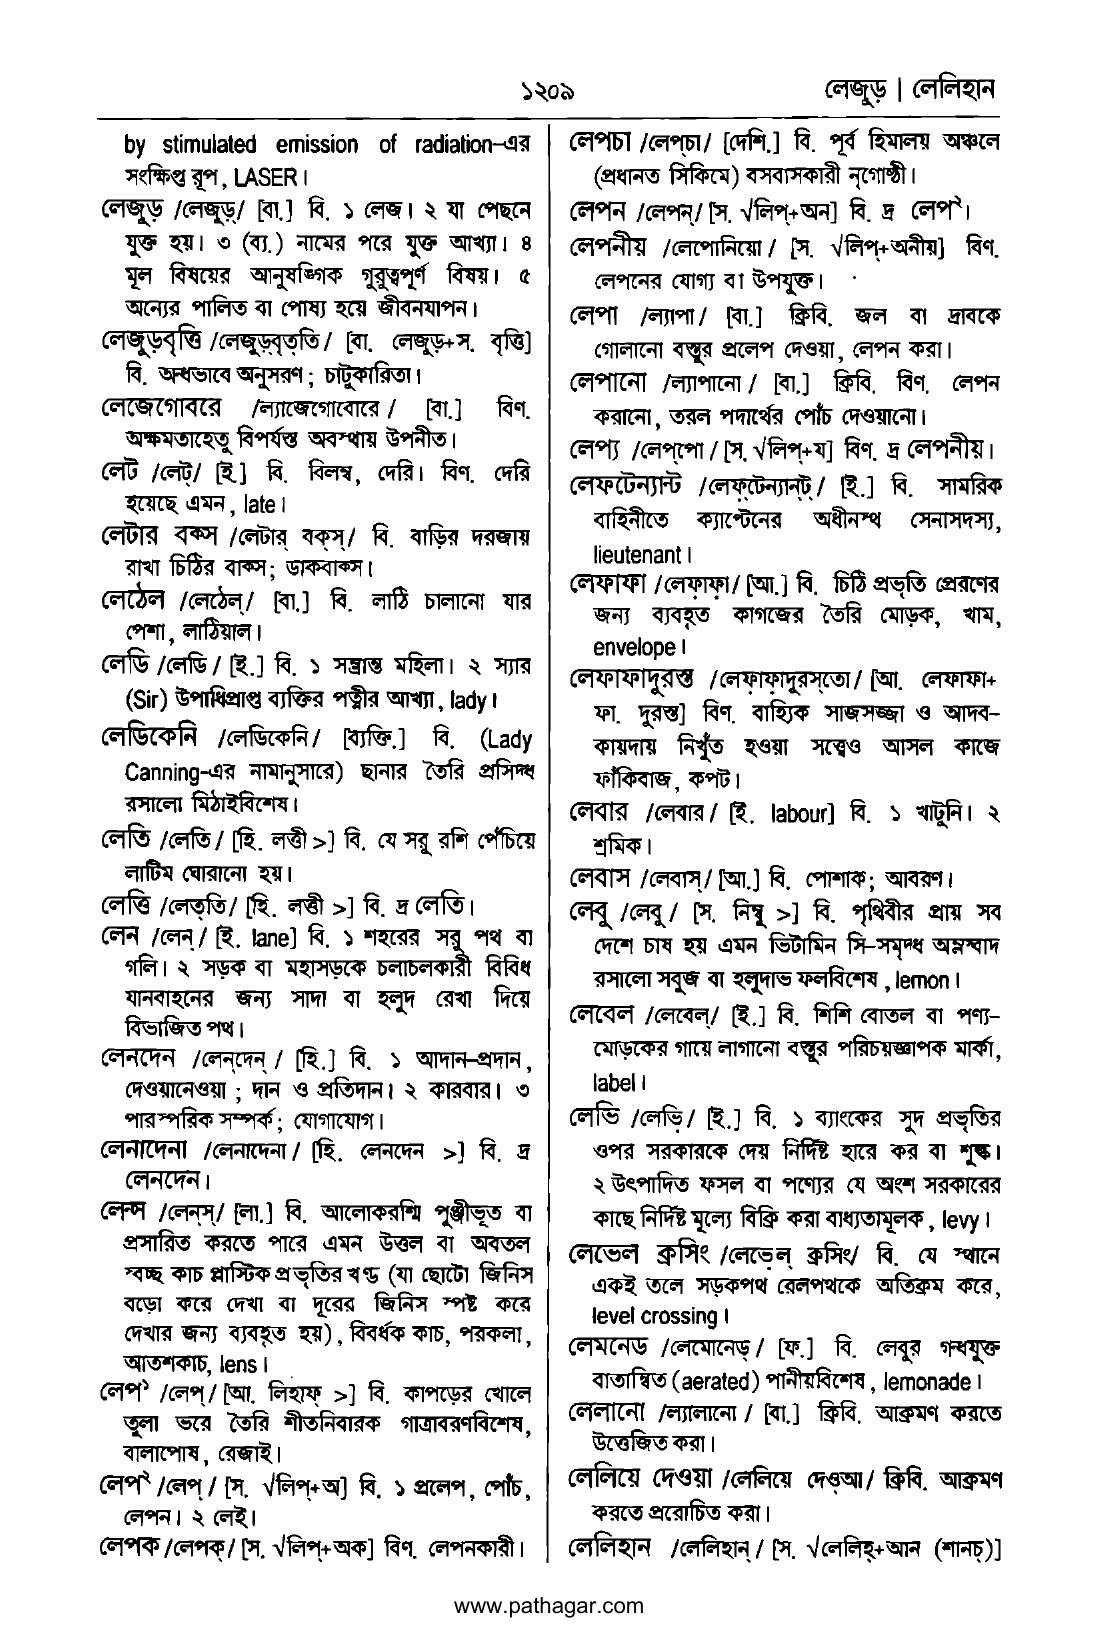 ১২০৯
লেজুড় | লেলিহান
by stimulated emission of radiation–এর
সংক্ষিপ্ত রূপ, LASER।
লেজুড় /লেজুড়্/ [বা.] বি. ১ লেজ। ২ যা পেছনে
যুক্ত হয়। ৩ (ব্য.) নামের পরে যুক্ত আখ্যা। ৪
মূল বিষয়ের আনুষঙ্গিক গুরুত্বপূর্ণ বিষয়। ৫
অন্যের পালিত বা পোষ্য হয়ে জীবনযাপন।
লেজুড়বৃত্তি /লেজুড়্বৃত্‌তি/ [বা. লেজুড়+স. বৃত্তি]
বি. অন্ধভাবে অনুসরণ; চাটুকারিতা।
লেজেগোবরে /ল্যাজেগোবোরে/ [বা.] বিণ.
অক্ষমতাহেতু বিপর্যস্ত অবস্থায় উপনীত।
লেট /লেট্/ [ই.] বি. বিলম্ব, দেরি। বিণ. দেরি
হয়েছে এমন, late।
লেটার বক্স /লেটার্ বক্‌স্/ বি. বাড়ির দরজায়
রাখা চিঠির বাক্স; ডাকবাক্স।
লেঠেল /লেঠেল্/ [বা.] বি. লাঠি চালানো যার
পেশা, লাঠিয়াল।
লেডি /লেডি/ [ই.] বি. ১ সম্ভ্রান্ত মহিলা। ২ স্যার
(Sir) উপাধিপ্রাপ্ত ব্যক্তির পত্নীর আখ্যা, lady।
লেডিকেনি /লেডিকেনি/ [ব্যক্তি.] বি. (Lady
Canning–এর নামানুসারে) ছানার তৈরি প্রসিদ্ধ
রসালো মিঠাইবিশেষ।
লেতি /লেতি/ [হি. লত্তী >] বি. যে সরু রশি পেঁচিয়ে
লাটিম ঘোরানো হয়।
লেত্তি /লেত্‌তি/ [হি. লত্তী >] বি. দ্র লেতি।
লেন /লেন্/ [ই. lane] বি. ১ শহরের সরু পথ বা
গলি। ২ সড়ক বা মহাসড়কে চলাচলকারী বিবিধ
যানবাহনের জন্য সাদা বা হলুদ রেখা দিয়ে
বিভাজিত পথ।
লেনদেন /লেন্‌দেন্/ [হি.] বি. ১ আদান–প্রদান,
দেওয়ানেওয়া; দান ও প্রতিদান। ২ কারবার। ৩
পারস্পরিক সম্পর্ক; যোগাযোগ।
লেনাদেনা /লেনাদেনা/ [হি. লেনদেন >] বি. দ্র
লেনদেন।
লেন্স /লেন্‌স্/ [লা.] বি. আলোকরশ্মি পুঞ্জীভূত বা
প্রসারিত করতে পারে এমন উত্তল বা অবতল
স্বচ্ছ কাচ প্লাস্টিক প্রভৃতির খণ্ড (যা ছোটো জিনিস
বড়ো করে দেখা বা দূরের জিনিস স্পষ্ট করে
দেখার জন্য ব্যবহৃত হয়), বিবর্ধক কাচ, পরকলা,
আতশকাচ, lens।
লেপ১ /লেপ্/ [আ. লিহাফ্ >] বি. কাপড়ের খোলে
তুলা ভরে তৈরি শীতনিবারক গাত্রাবরণবিশেষ,
বালাপোষ, রেজাই।
লেপ২ /লেপ্/ [স. √লিপ্+অ] বি. ১ প্রলেপ, পোঁচ,
লেপন। ২ লেই।
লেপক /লেপক্/ [স. √লিপ্+অক] বিণ. লেপনকারী।
লেপচা /লেপ্‌চা/ [দেশি.] বি. পূর্ব হিমালয় অঞ্চলে
(প্রধানত সিকিমে) বসবাসকারী নৃগোষ্ঠী।
লেপন /লেপন্/ [স. √লিপ্+অন] বি. দ্র লেপ২।
লেপনীয় /লেপোনিয়ো/ [স. √লিপ্+অনীয়] বিণ.
লেপনের যোগ্য বা উপযুক্ত।
লেপা /ল্যাপা/ [বা.] ক্রিবি. জল বা দ্রাবকে
গোলানো বস্তুর প্রলেপ দেওয়া, লেপন করা।
লেপানো /ল্যাপানো/ [বা.] ক্রিবি. বিণ. লেপন
করানো, তরল পদার্থের পোঁচ দেওয়ানো।
লেপ্য /লেপ্‌পো/ [স. √লিপ্+য] বিণ. দ্র লেপনীয়।
লেফটেন্যান্ট /লেফ়্‌টেন্যান্‌ট্/ [ই.] বি. সামরিক
বাহিনীতে ক্যাপ্টেনের অধীনস্থ সেনাসদস্য,
lieutenant।
লেফাফা /লেফ়াফ়া/ [আ.] বি. চিঠি প্রভৃতি প্রেরণের
জন্য ব্যবহৃত কাগজের তৈরি মোড়ক, খাম,
envelope।
লেফাফাদুরস্ত /লেফ়াফ়াদুরস্‌তো/ [আ. লেফাফা+
ফা. দুরস্ত] বিণ. বাহ্যিক সাজসজ্জা ও আদব–
কায়দায় নিখুঁত হওয়া সত্ত্বেও আসল কাজে
ফাঁকিবাজ, কপট।
লেবার /লেবার/ [ই. labour] বি. ১ খাটুনি। ২
শ্রমিক।
লেবাস /লেবাস্/ [আ.] বি. পোশাক; আবরণ।
লেবু /লেবু/ [স. নিম্বু >] বি. পৃথিবীর প্রায় সব
দেশে চাষ হয় এমন ভিটামিন সি–সমৃদ্ধ অম্লস্বাদ
রসালো সবুজ বা হলুদাভ ফলবিশেষ, lemon।
লেবেল /লেবেল্/ [ই.] বি. শিশি বোতল বা পণ্য–
মোড়কের গায়ে লাগানো বস্তুর পরিচয়জ্ঞাপক মার্কা,
label।
লেভি /লেভ়ি/ [ই.] বি. ১ ব্যাংকের সুদ প্রভৃতির
ওপর সরকারকে দেয় নির্দিষ্ট হারে কর বা শুল্ক।
২ উৎপাদিত ফসল বা পণ্যের যে অংশ সরকারের
কাছে নির্দিষ্ট মূল্যে বিক্রি করা বাধ্যতামূলক, levy।
লেভেল ক্রসিং /লেভ়েল্ ক্রসিং/ বি. যে স্থানে
একই তলে সড়কপথ রেলপথকে অতিক্রম করে,
level crossing।
লেমনেড /লেমোনেড্/ [ফ.] বি. লেবুর গন্ধযুক্ত
বাতান্বিত (aerated) পানীয়বিশেষ, lemonade।
লেলানো /ল্যালানো/ [বা.] ক্রিবি. আক্রমণ করতে
উত্তেজিত করা।
লেলিয়ে দেওয়া /লেলিয়ে দেওআ/ ক্রিবি. আক্রমণ
করতে প্ররোচিত করা।
লেলিহান /লেলিহান্/ [স. √লেলিহ্+আন (শানচ্)]
www.pathagar.com